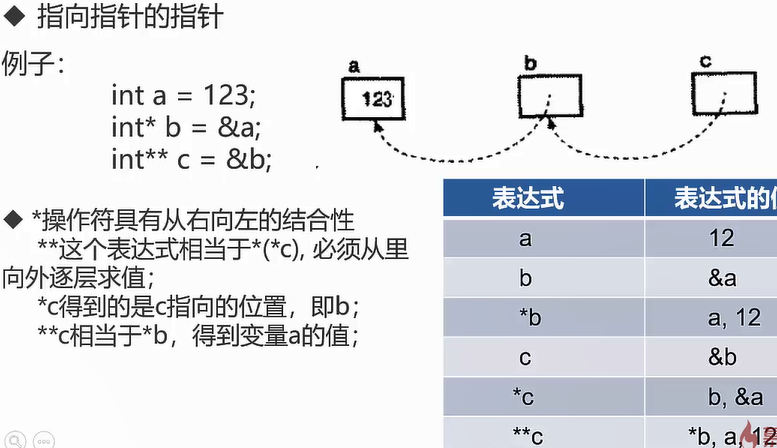 ◆ 指向指针的指针
例子：
int a = 123;
int* b = &a;
int** c = &b;
a
b
c
123
◆ *操作符具有从右向左的结合性
**这个表达式相当于*(*c), 必须从里
向外逐层求值；
*c得到的是c指向的位置，即b；
**c相当于*b，得到变量a的值；
表达式 表达式的
a 12
b &a
*b a, 12
c &b
*c b, &a
**c *b, a, 12